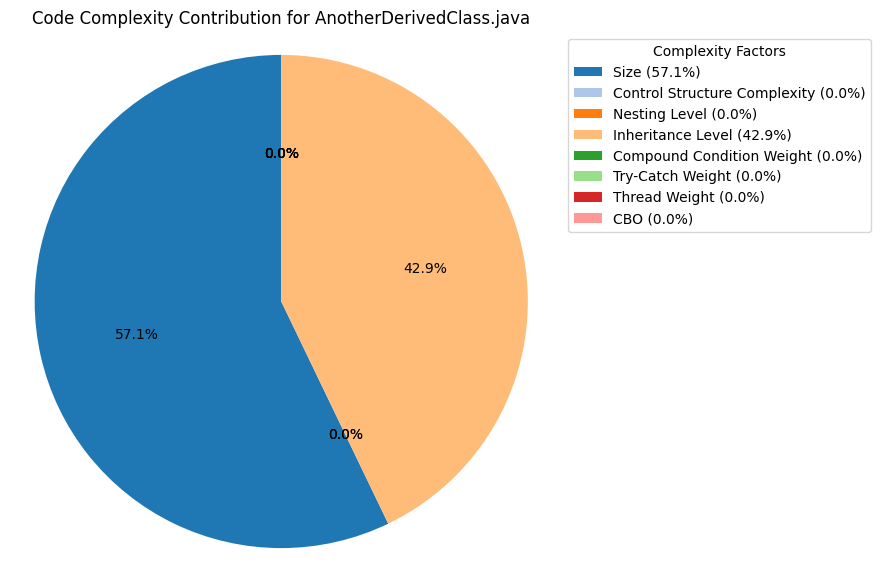 Code Complexity Contribution for AnotherDerivedClass.java
Complexity Factors
Size (57.1%)
Control Structure Complexity (0.0%)
Nesting Level (0.0%)
Inheritance Level (42.9%)
Compound Condition Weight (0.0%)
Try-Catch Weight (0.0%)
Thread Weight (0.0%)
CBO (0.0%)
0.0%
42.9%
57.1%
0.0%